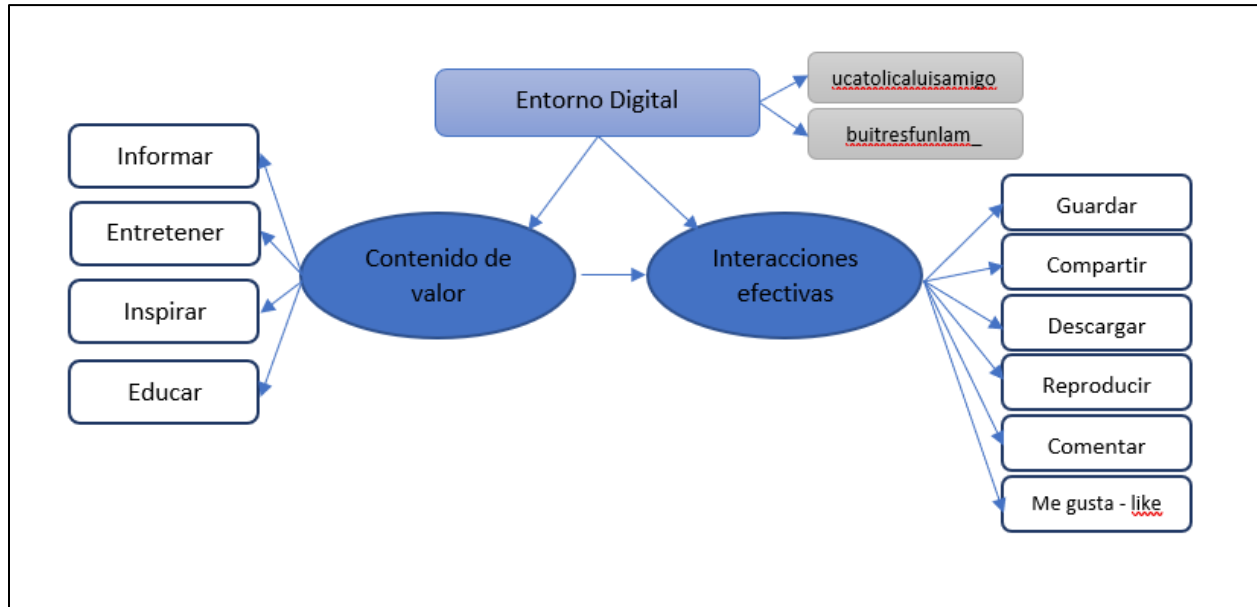 Entorno Digital
ucatolicaluisamigo
buitresfunlam_
Informar
Entretener
Inspirar
Educar
Contenido de
valor
Interacciones
efectivas
Guardar
Compartir
Descargar
Reproducir
Comentar
Me gusta - like